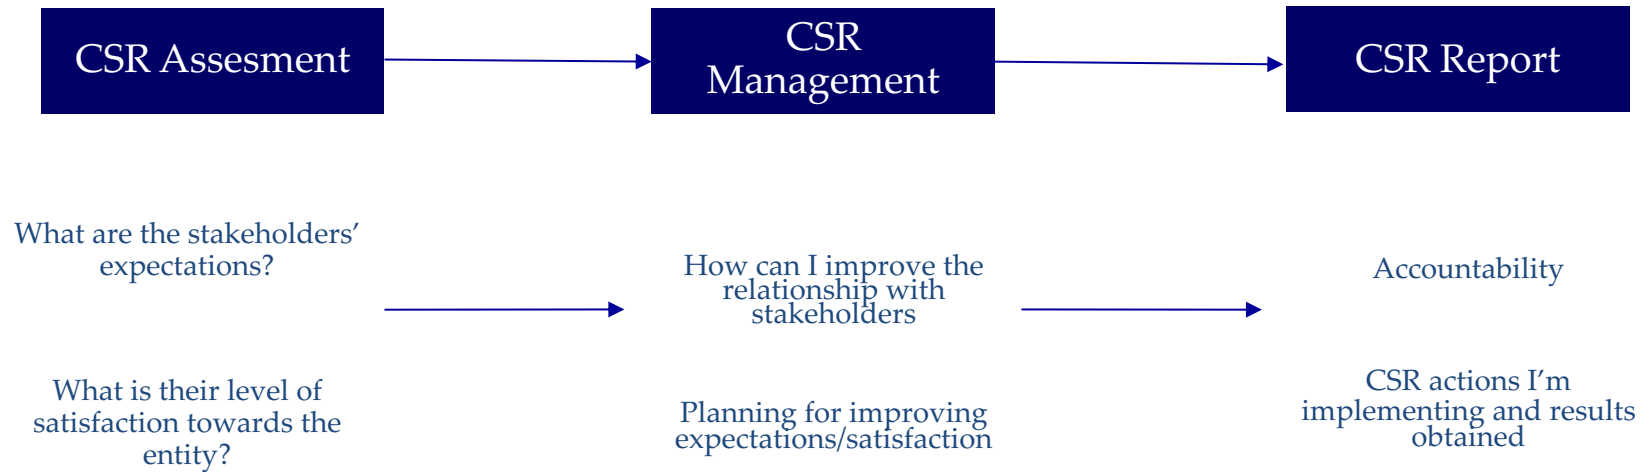 CSR Assesment
CSR
Management
CSR Report
What are the stakeholders’
expectations?
What is their level of
satisfaction towards the
entity?
How can I improve the
relationship with
stakeholders
Planning for improving
expectations/satisfaction
Accountability
CSR actions I’m
implementing and results
obtained